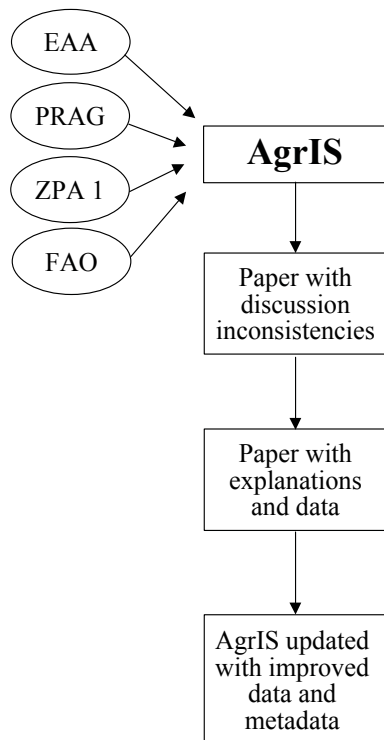 EAA
PRAG
ZPA 1
FAO
AgrIS
Paper with
discussion
inconsistencies
Paper with
explanations
and data
AgrIS updated
with improved
data and
metadata